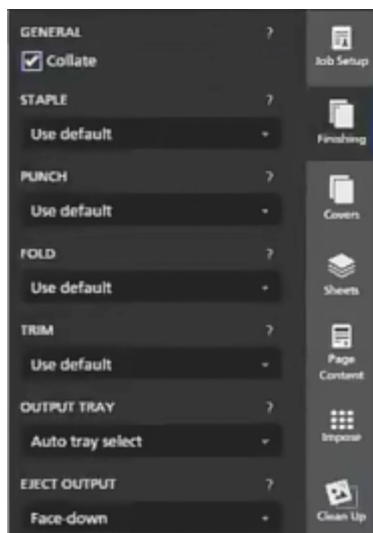 GENERAL ?
Collate
STAPLE ?
Use default
PUNCH ?
Use default
FOLD ?
Use default
TRIM ?
Use default
OUTPUT TRAY ?
Auto tray select
EJECT OUTPUT ?
Face-down
Job Setup
Finishing
Covers
Sheets
Page
Content
Impose
Clean Up